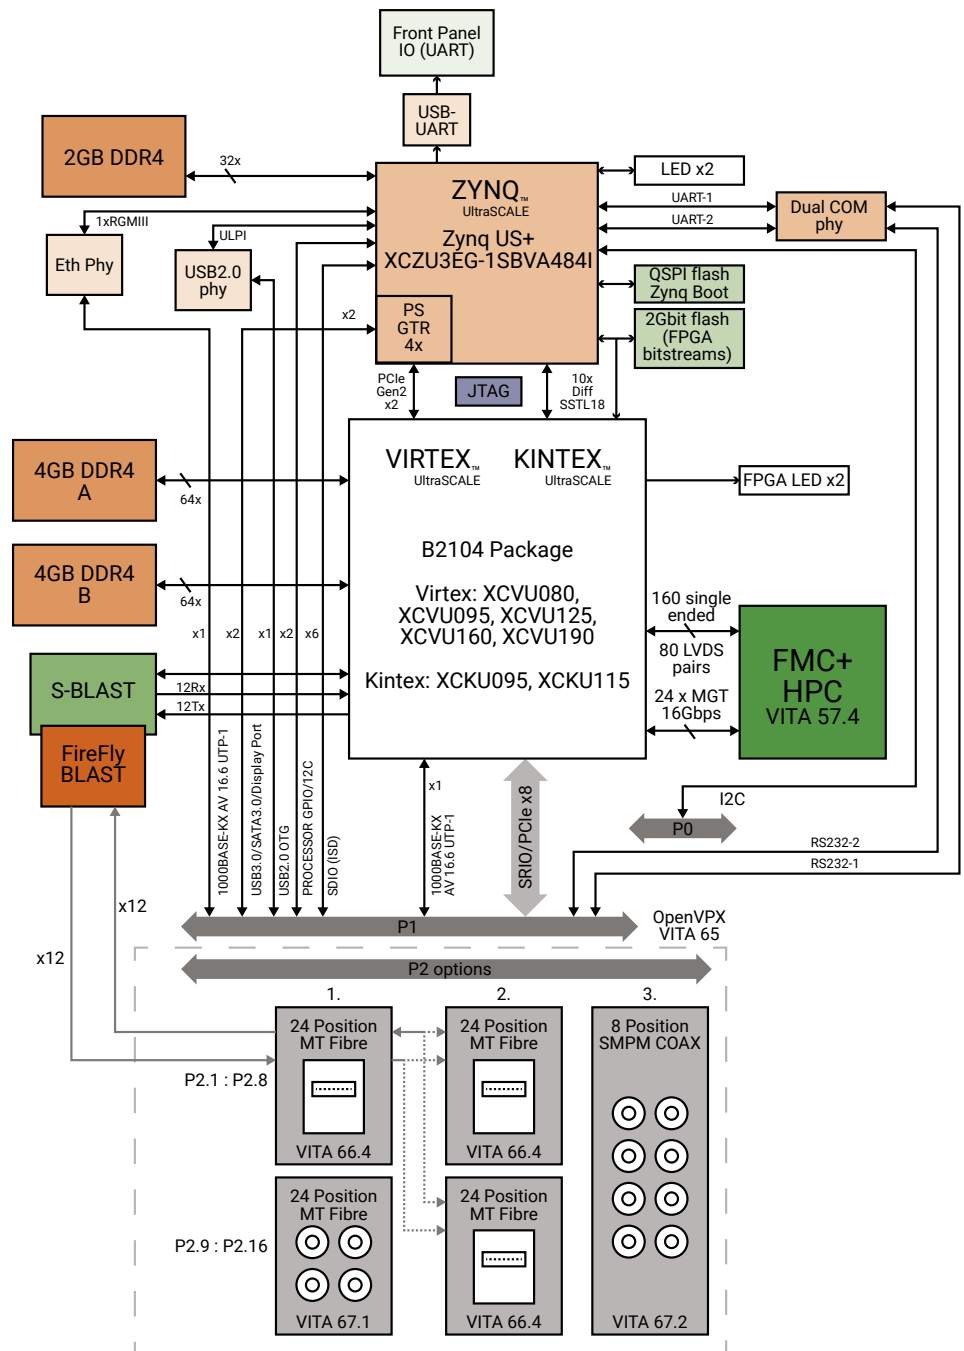 Front Panel
IO (UART)
USB-
UART
2GB DDR4
32x
ZYNQ™
UltraSCALE
Zynq US+
XCZU3EG-1SBVA484I
LED x2
UART-1
UART-2
Dual COM
phy
1xRGMIII
ULPI
Eth Phy
USB2.0
phy
QSPI flash
Zynq Boot
2Gbit flash
(FPGA
bitstreams)
x2
PS
GTR
4x
PCIe
Gen2
x2
JTAG
10x
Diff
SSTL18
4GB DDR4
A
64x
VIRTEX™
UltraSCALE
KINTEX™
UltraSCALE
FPGA LED x2
B2104 Package
4GB DDR4
B
64x
Virtex: XCVU080,
XCVU095, XCVU125,
XCVU160, XCVU190
Kintex: XCKU095, XCKU115
160 single
ended
80 LVDS
pairs
24 x MGT
16Gbps
FMC+
HPC
VITA 57.4
x1
x2
x1
x2
x6
S-BLAST
12Rx
12Tx
FireFly
BLAST
1000BASE-KX AV 16.6 UTP-1
USB3.0/SATA3.0/Display Port
USB2.0 OTG
PROCESSOR GPIO/12C
SDIO (ISD)
x1
1000BASE-KX
AV 16.6 UTP-1
SRIO/PCIe x8
I2C
P0
RS232-2
RS232-1
x12
x12
P1
OpenVPX
VITA 65
P2 options
1.
2.
3.
24 Position
MT Fibre
VITA 66.4
24 Position
MT Fibre
VITA 66.4
8 Position
SMPM COAX
VITA 67.2
P2.1 : P2.8
24 Position
MT Fibre
VITA 67.1
24 Position
MT Fibre
VITA 66.4
P2.9 : P2.16